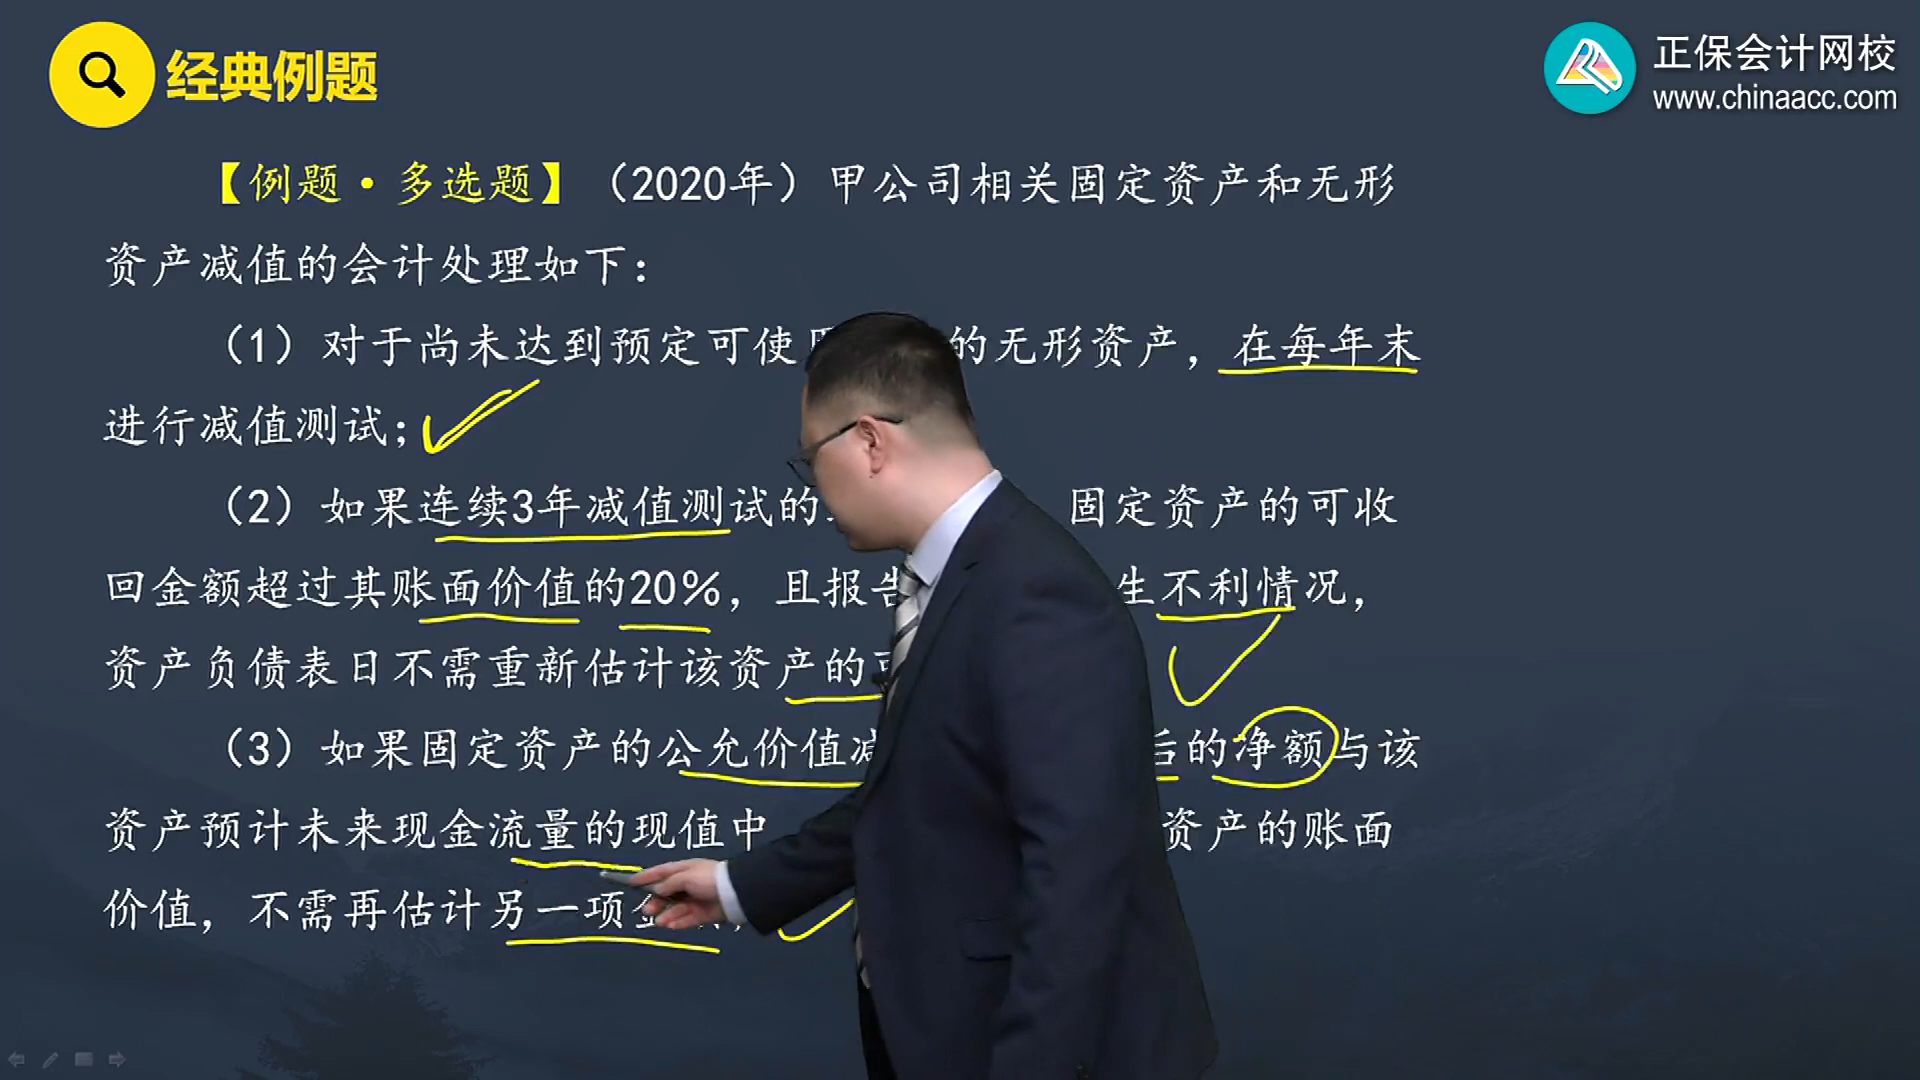 经典例题
正保会计网校
www.chinaacc.com
【例题·多选题】（2020年）甲公司相关固定资产和无形
资产减值的会计处理如下：
（1）对于尚未达到预定可使 的无形资产，在每年末
进行减值测试；
（2）如果连续3年减值测试的 固定资产的可收
回金额超过其账面价值的20%，且报告 生不利情况，
资产负债表日不需重新估计该资产的
（3）如果固定资产的公允价值减 后的净额与该
资产预计未来现金流量的现值中 资产的账面
价值，不需再估计另一项金